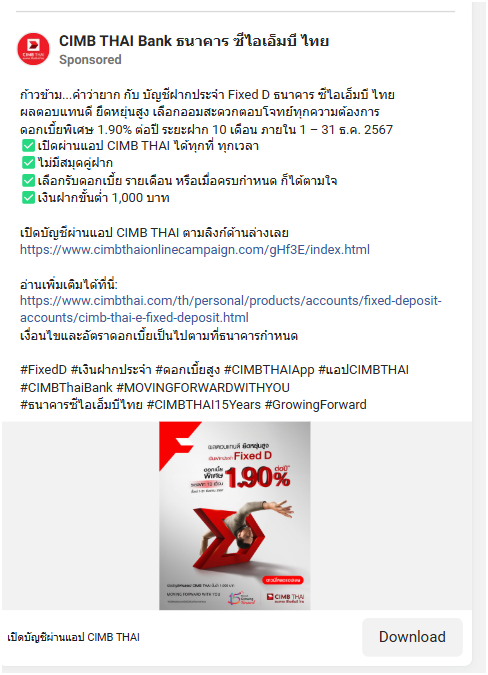 CIMB THAI Bank ธนาคาร ซีไอเอ็มบี ไทย
Sponsored
ก้าวข้าม...คำว่ายาก กับ บัญชีฝากประจำ Fixed D ธนาคาร ซีไอเอ็มบี ไทย
ผลตอบแทนดี ยืดหยุ่นสูง เลือกออมสะดวกตอบโจทย์ทุกความต้องการ
ดอกเบี้ยพิเศษ 1.90% ต่อปี ระยะฝาก 10 เดือน ภายใน 1 – 31 ธ.ค. 2567
✅เปิดผ่านแอป CIMB THAI ได้ทุกที่ ทุกเวลา
✅ไม่มีสมุดคู่ฝาก
✅เลือกรับดอกเบี้ย รายเดือน หรือเมื่อครบกำหนด ก็ได้ตามใจ
✅เงินฝากขั้นต่ำ 1,000 บาท
เปิดบัญชีผ่านแอป CIMB THAI ตามลิงก์ด้านล่างเลย
https://www.cimbthaionlinecampaign.com/gHf3E/index.html
อ่านเพิ่มเติมได้ที่นี่:
https://www.cimbthai.com/th/personal/products/accounts/fixed-deposit-
accounts/cimb-thai-e-fixed-deposit.html
เงื่อนไขและอัตราดอกเบี้ยเป็นไปตามที่ธนาคารกำหนด
#FixedD #เงินฝากประจำ #ดอกเบี้ยสูง #CIMBTHAIApp #แอปCIMBTHAI
#CIMBThaiBank #MOVINGFORWARDWITHYOU
#ธนาคารซีไอเอ็มบีไทย #CIMBTHAI15Years #GrowingForward
ผลตอบแทนดี ยืดหยุ่นสูง
Fixed D
ดอกเบี้ย
พิเศษ
1.90%
ต่อปี
MOVING FORWARD WITH YOU
15
CIMB THAI
เปิดบัญชีผ่านแอป CIMB THAI
Download